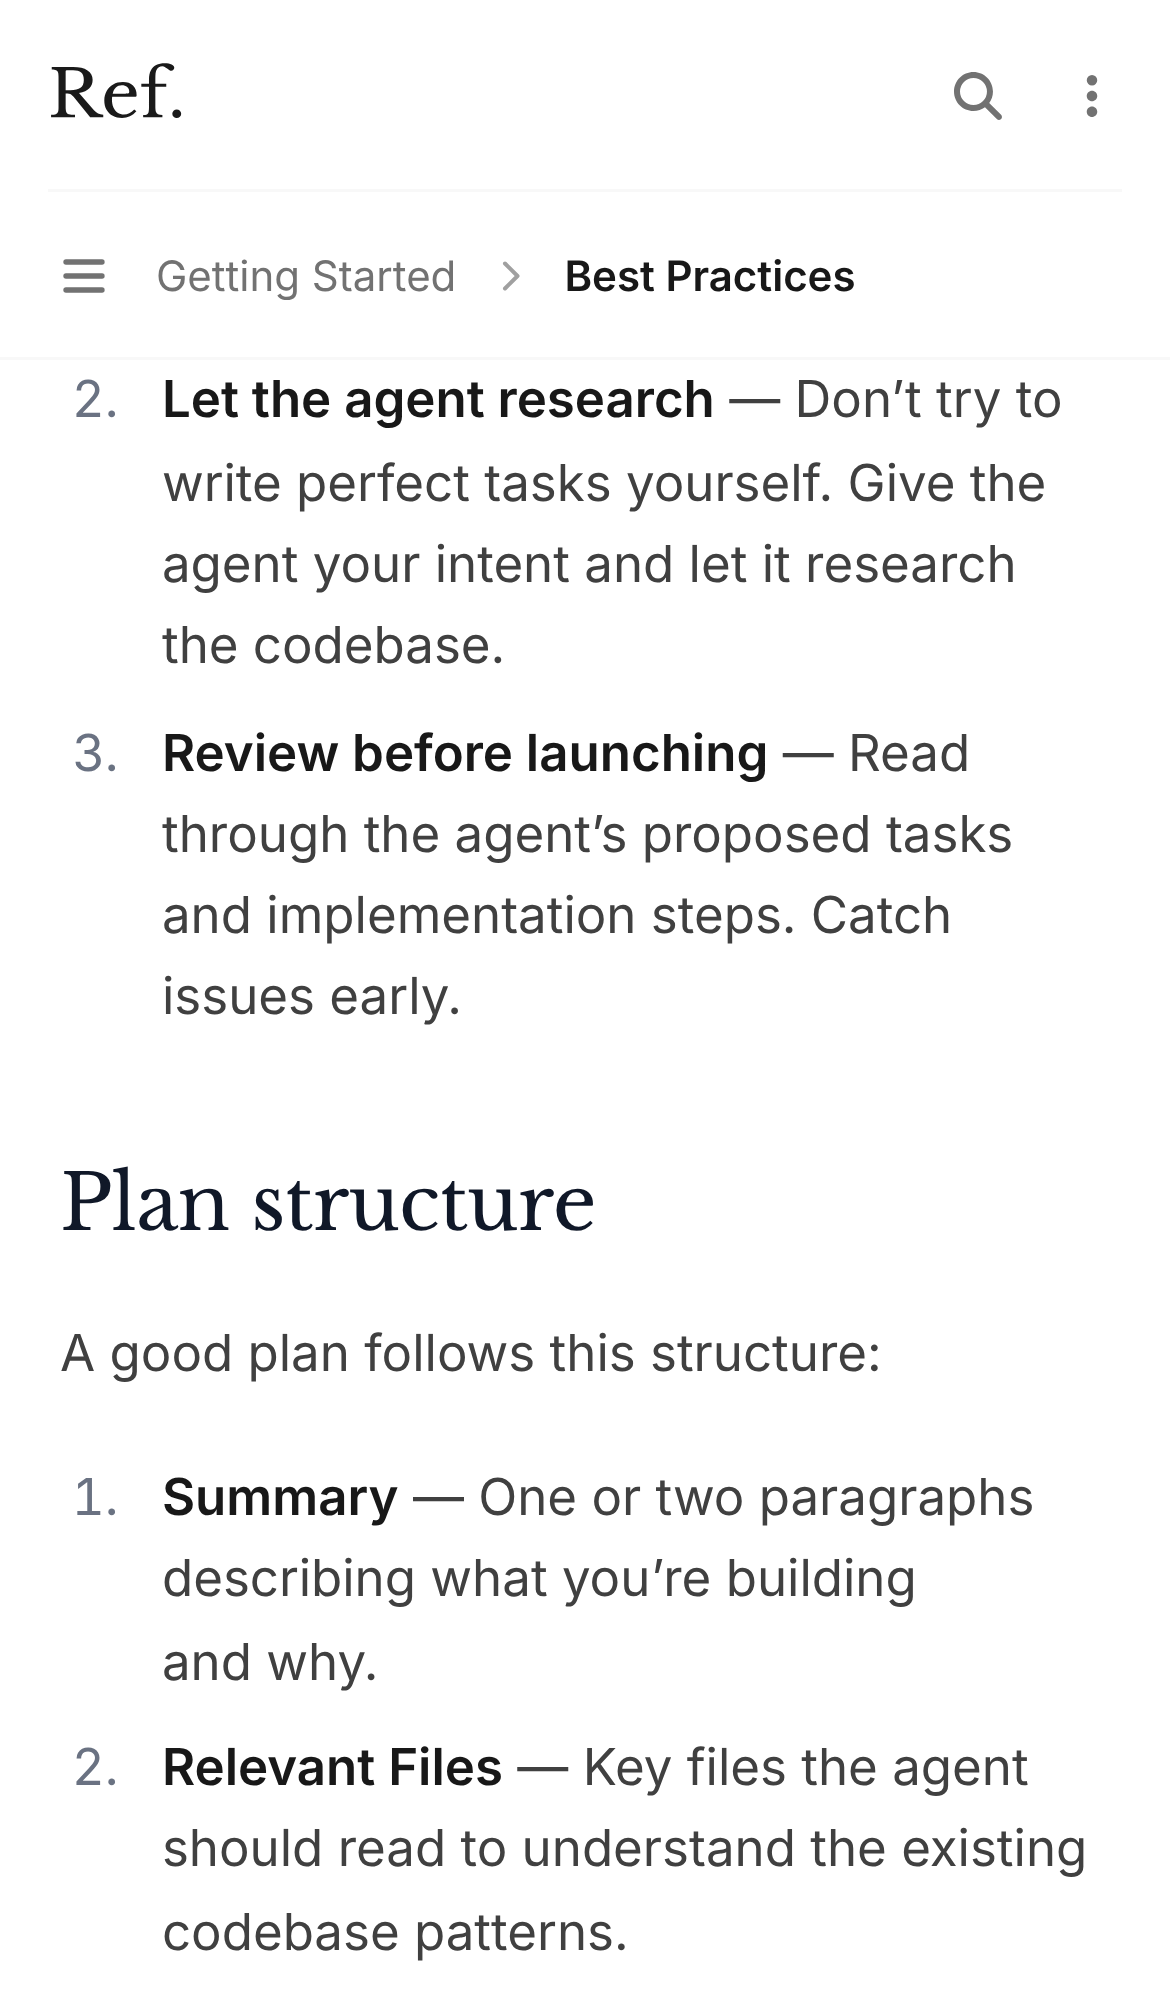 Ref.
Getting Started > Best Practices
2. Let the agent research — Don’t try to
write perfect tasks yourself. Give the
agent your intent and let it research
the codebase.
3. Review before launching — Read
through the agent’s proposed tasks
and implementation steps. Catch
issues early.
Plan structure
A good plan follows this structure:
1. Summary — One or two paragraphs
describing what you’re building
and why.
2. Relevant Files — Key files the agent
should read to understand the existing
codebase patterns.